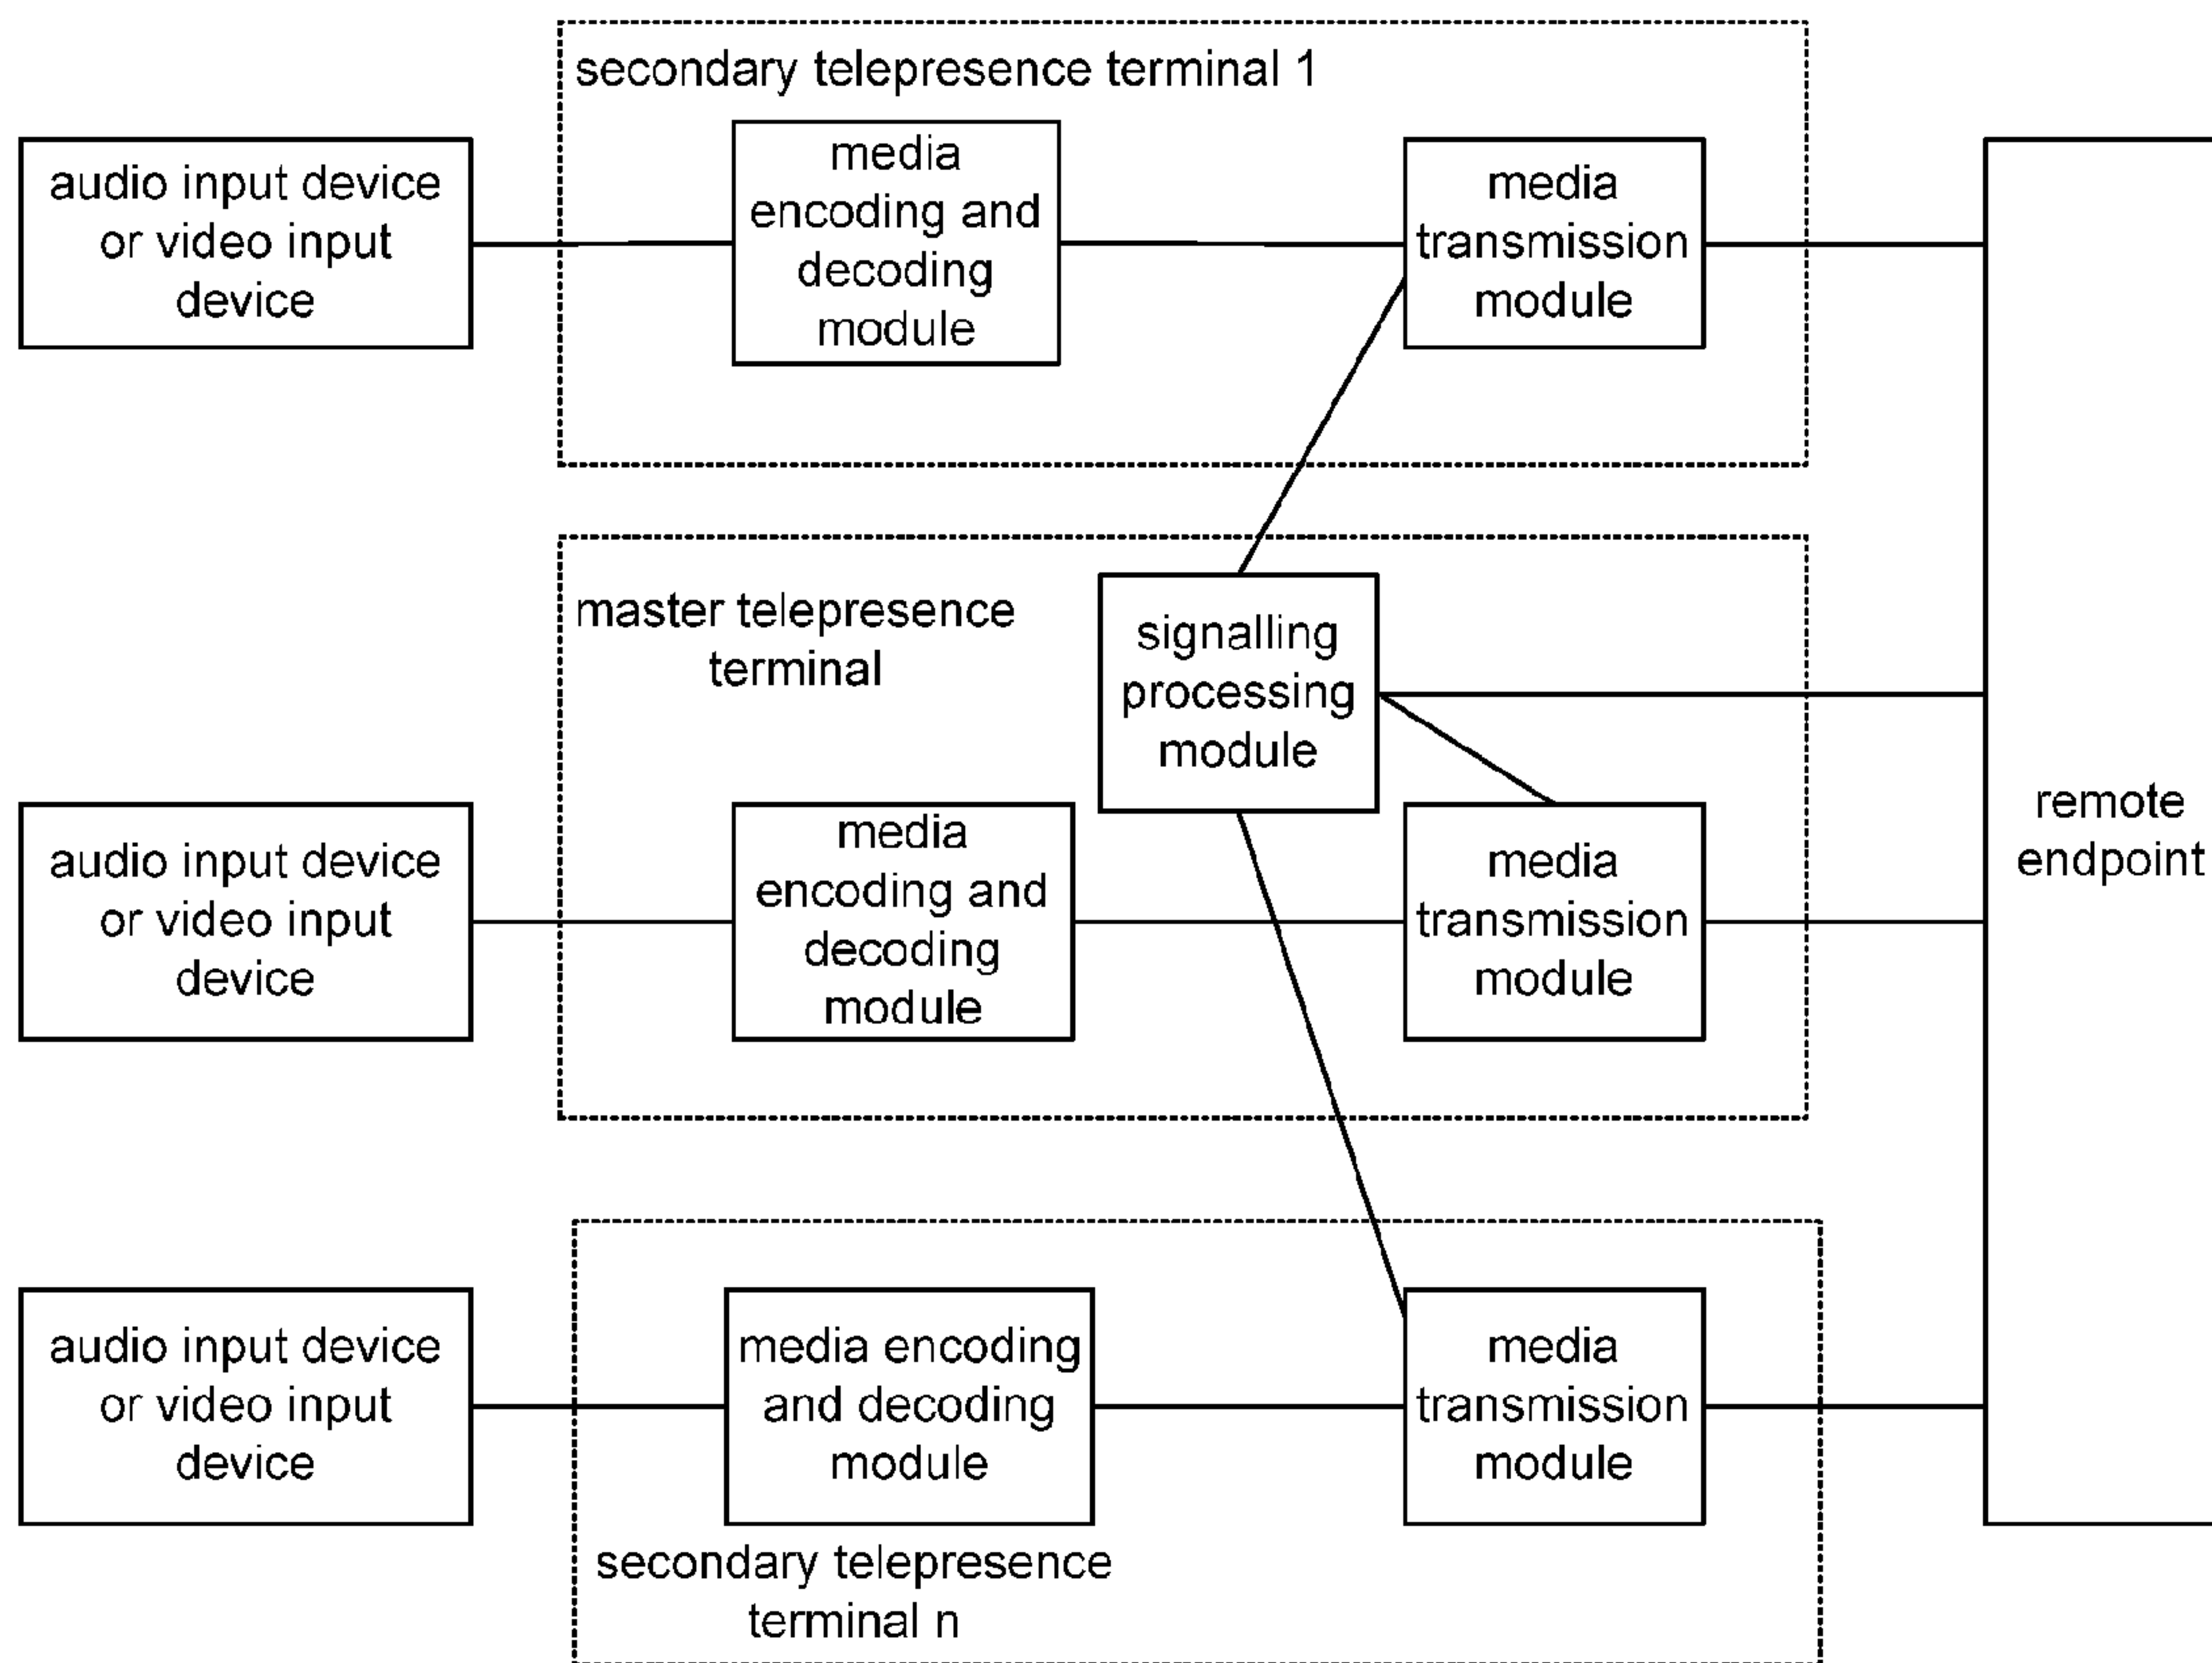 secondary telepresence terminal 1
audio input device
or video input
device
media
encoding and
decoding
module
media
transmission
module
master telepresence
terminal
signalling
processing
module
audio input device
or video input
device
media
encoding and
decoding
module
media
transmission
module
remote
endpoint
audio input device
or video input
device
media encoding
and decoding
module
media
transmission
module
secondary telepresence
terminal n